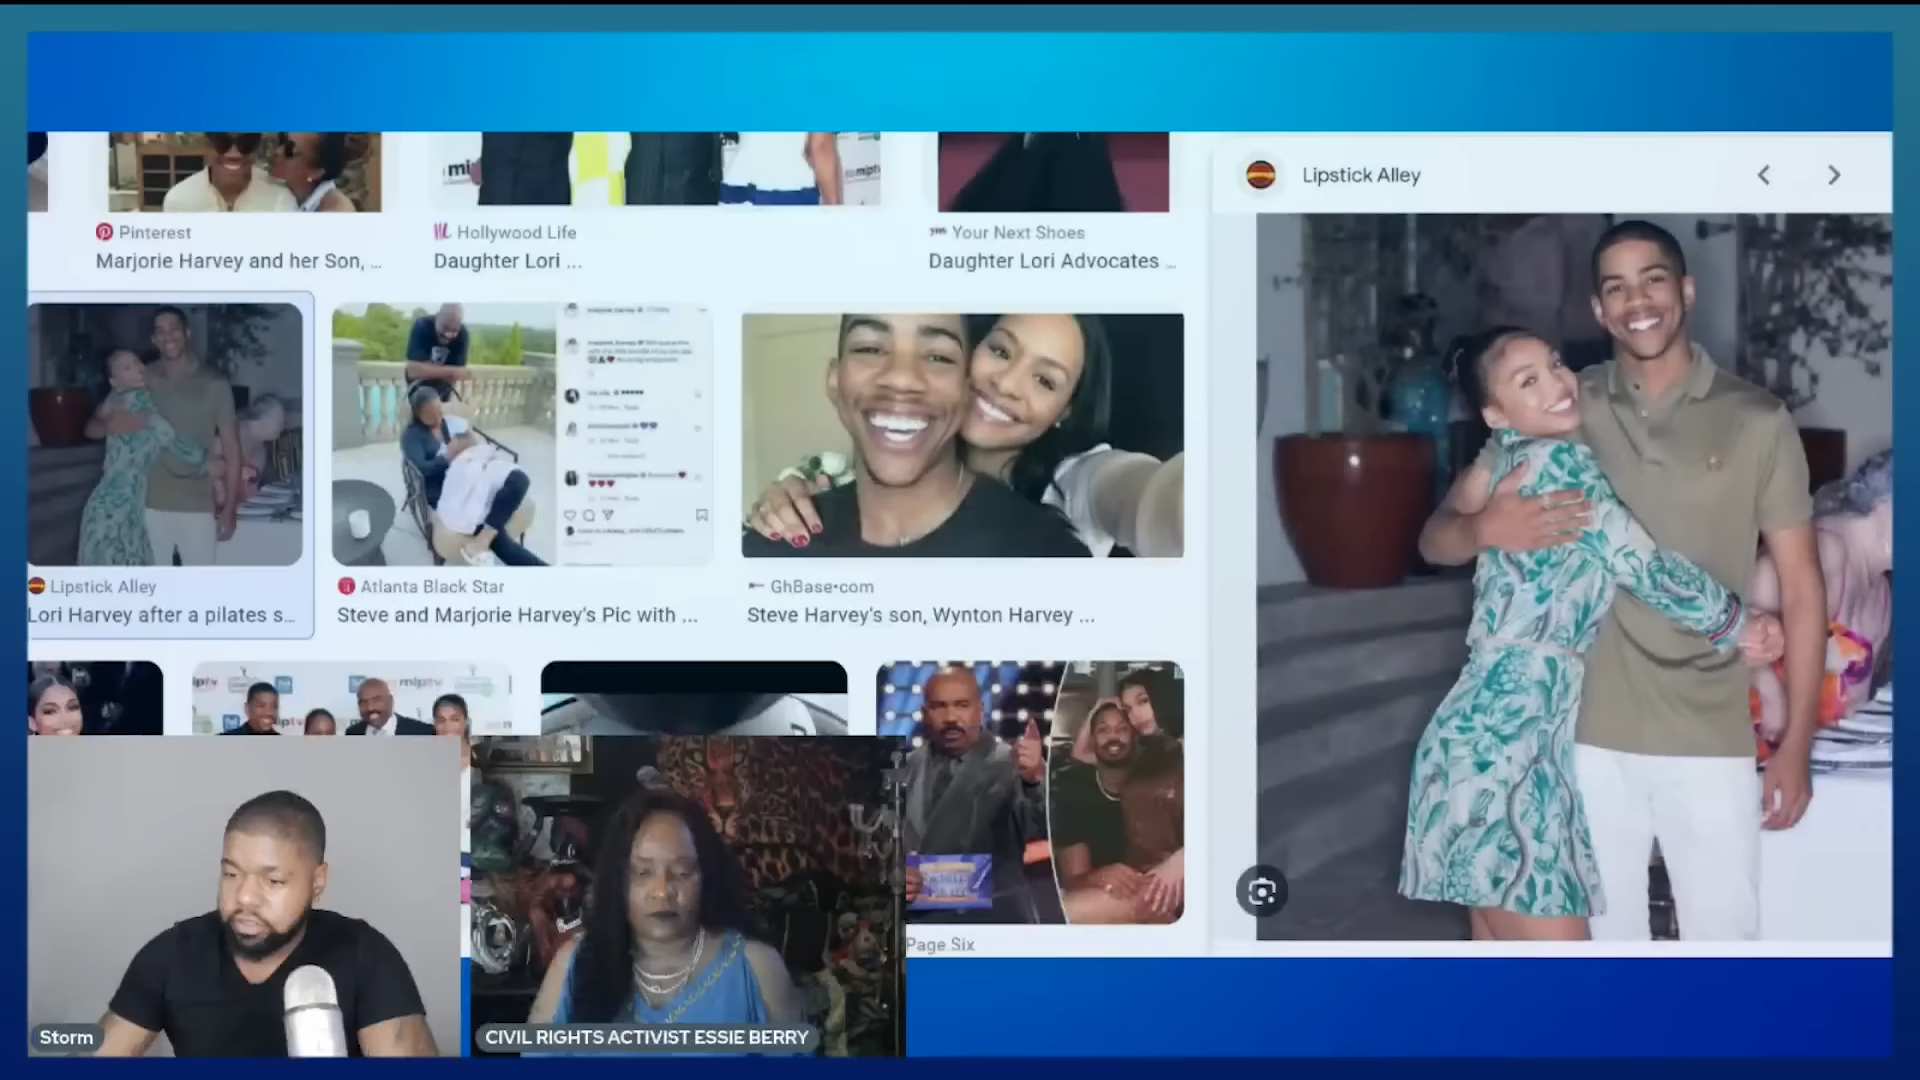 Lipstick Alley
Pinterest
Marjorie Harvey and her Son, ...
Hollywood Life
Daughter Lori ...
Your Next Shoes
Daughter Lori Advocates ...
Lipstick Alley
Lori Harvey after a pilates s...
Atlanta Black Star
Steve and Marjorie Harvey's Pic with ...
GhBase.com
Steve Harvey's son, Wynton Harvey ...
miptv
Page Six
Storm
CIVIL RIGHTS ACTIVIST ESSIE BERRY